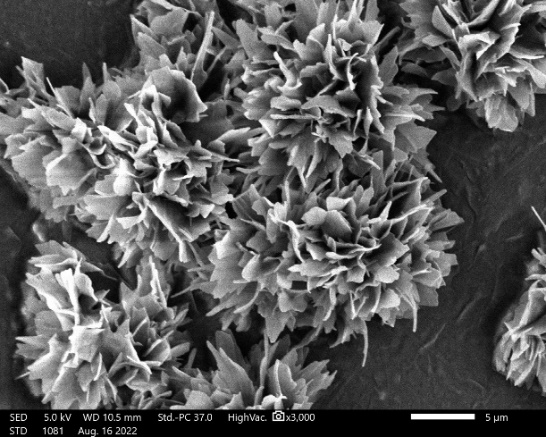 SED 5.0 kV WD 10.5 mm Std.-PC 37.0 HighVac. x3,000 5 µm
STD 1081 Aug. 16 2022